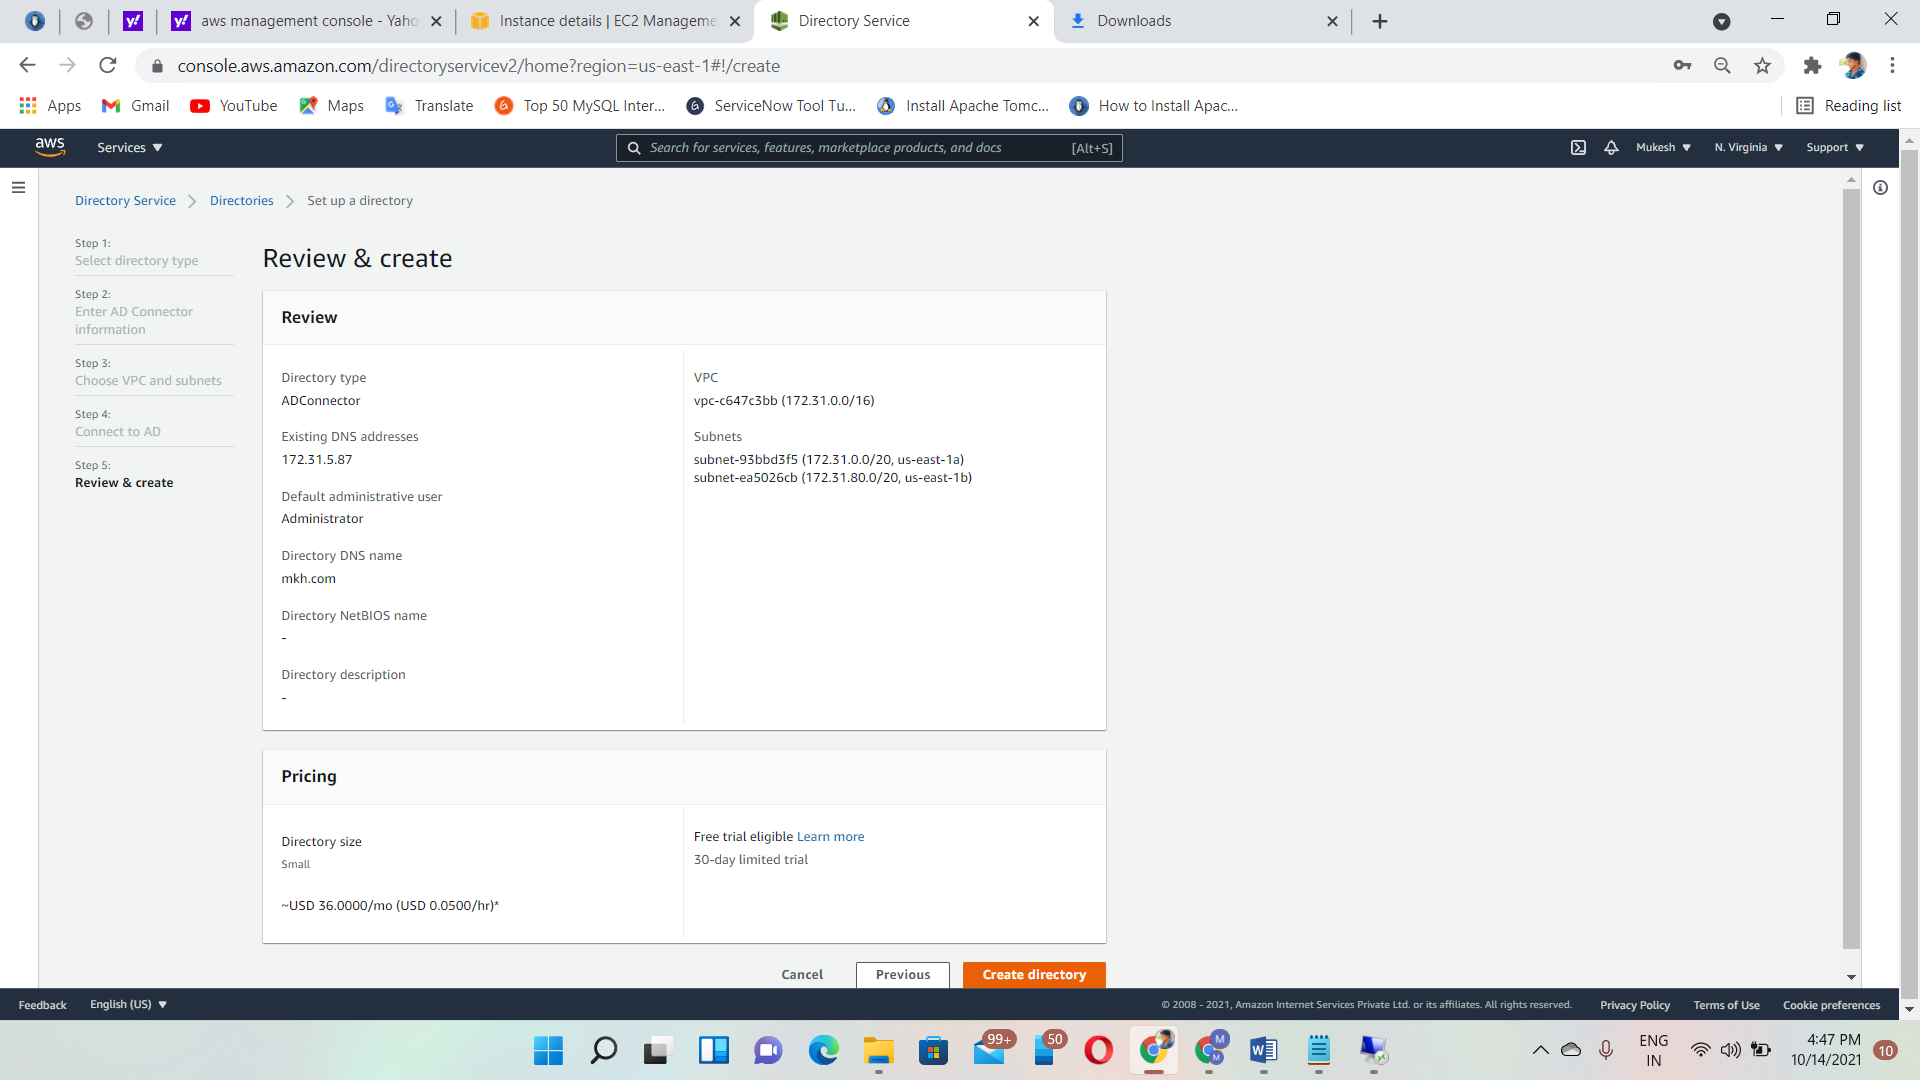 aws management console - Yaho
Instance details | EC2 Manageme
Directory Service
Downloads
console.aws.amazon.com/directoryservicev2/home?region=us-east-1#!/create
Apps
Gmail
YouTube
Maps
Translate
Top 50 MySQL Inter...
ServiceNow Tool Tu...
Install Apache Tomc...
How to Install Apac...
Reading list
aws
Services
Search for services, features, marketplace products, and docs
[Alt+S]
Mukesh
N. Virginia
Support
Directory Service
Directories
Set up a directory
Step 1:
Select directory type
Step 2:
Enter AD Connector
information
Step 3:
Choose VPC and subnets
Step 4:
Connect to AD
Step 5:
Review & create
Review & create
Review
Directory type
ADConnector
Existing DNS addresses
172.31.5.87
Default administrative user
Administrator
Directory DNS name
mkh.com
Directory NetBIOS name
-
Directory description
-
VPC
vpc-c647c3bb (172.31.0.0/16)
Subnets
subnet-93bbd3f5 (172.31.0.0/20, us-east-1a)
subnet-ea5026cb (172.31.80.0/20, us-east-1b)
Pricing
Directory size
Small
~USD 36.0000/mo (USD 0.0500/hr)*
Free trial eligible Learn more
30-day limited trial
Cancel
Previous
Create directory
Feedback
English (US)
© 2008 - 2021, Amazon Internet Services Private Ltd. or its affiliates. All rights reserved.
Privacy Policy
Terms of Use
Cookie preferences
99+
50
M
M
ENG
IN
4:47 PM
10/14/2021
10